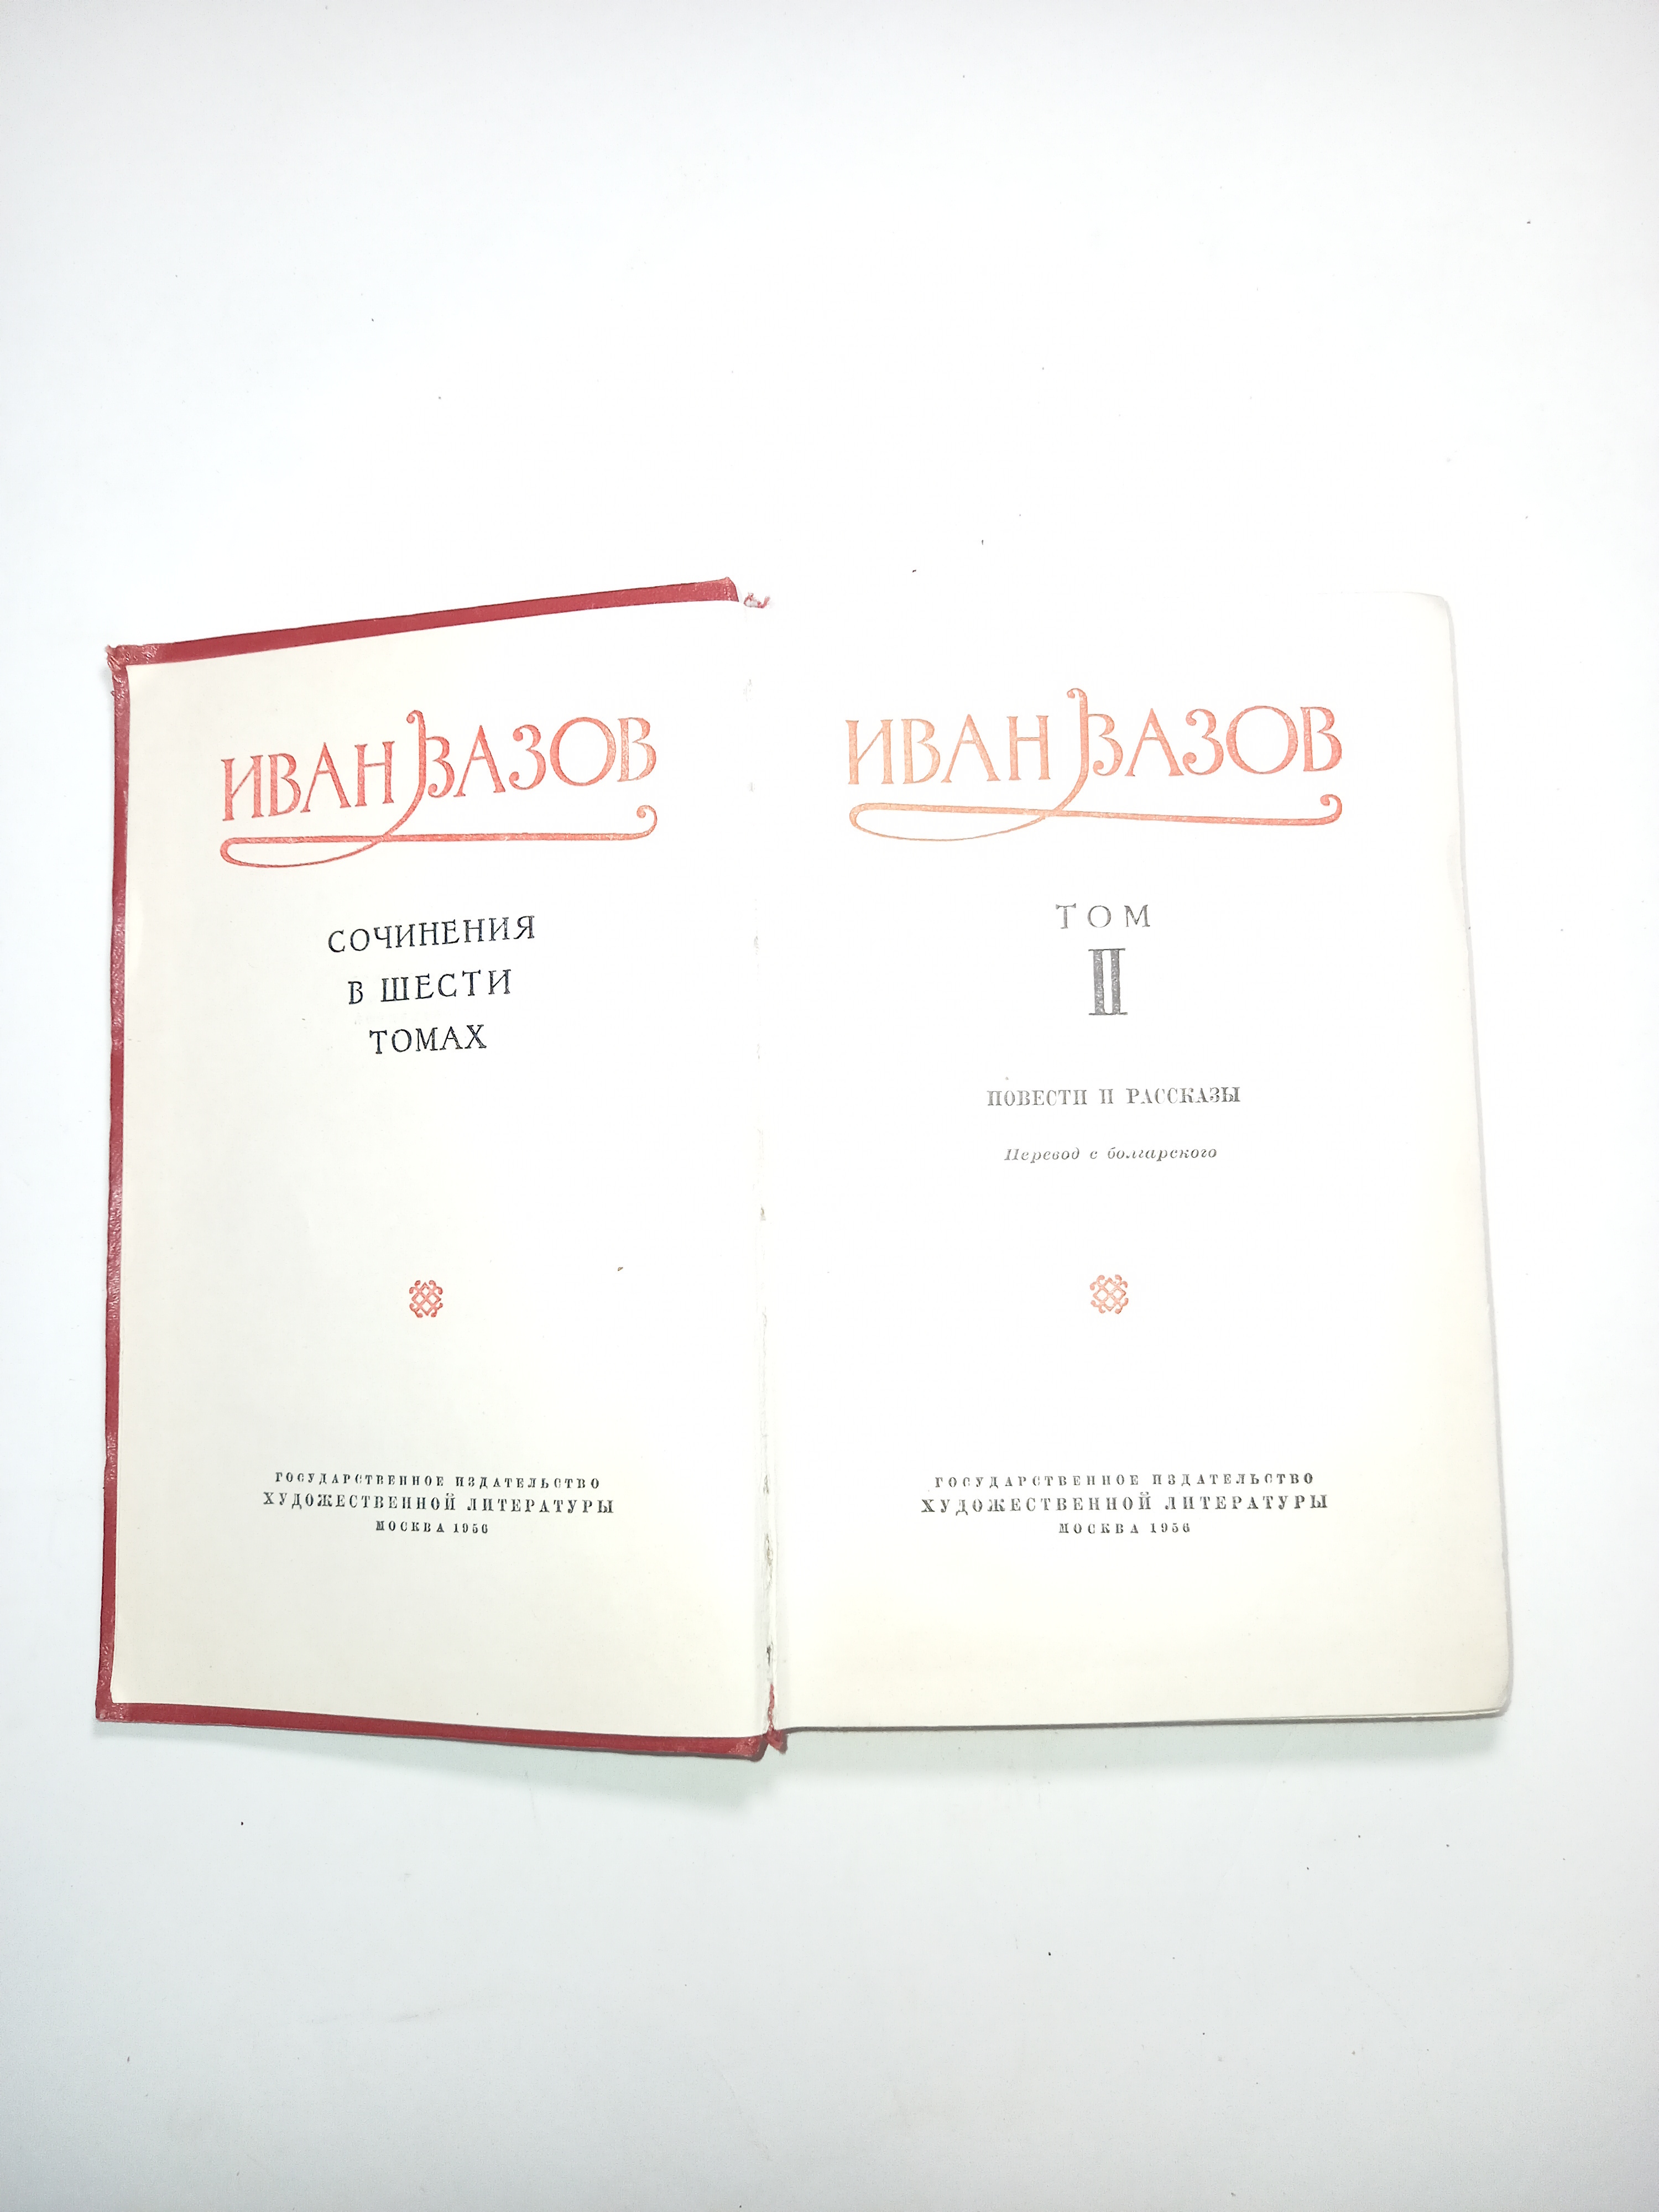 ИВАН ВАЗОВ
СОЧИНЕНИЯ
В ШЕСТИ
ТОМАХ
ГОСУДАРСТВЕННОЕ ИЗДАТЕЛЬСТВО
ХУДОЖЕСТВЕННОЙ ЛИТЕРАТУРЫ
МОСКВА 1956
ИВАН ВАЗОВ
ТОМ
II
ПОВЕСТИ И РАССКАЗЫ
Перевод с болгарского
ГОСУДАРСТВЕННОЕ ИЗДАТЕЛЬСТВО
ХУДОЖЕСТВЕННОЙ ЛИТЕРАТУРЫ
МОСКВА 1956